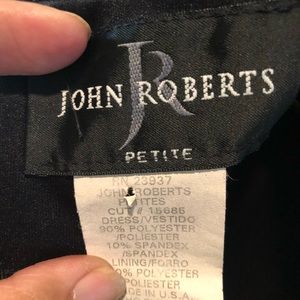 JR
JOHN ROBERTS
PETITE
RN 23937
JOHN ROBERTS
PETITES
CUT# 15685
DRESS/VESTIDO
90% POLYESTER
/POLIESTER
10% SPANDEX
/SPANDEX
LINING/FORRO
POLYESTER
/POLIESTER
MADE IN U.S.A.